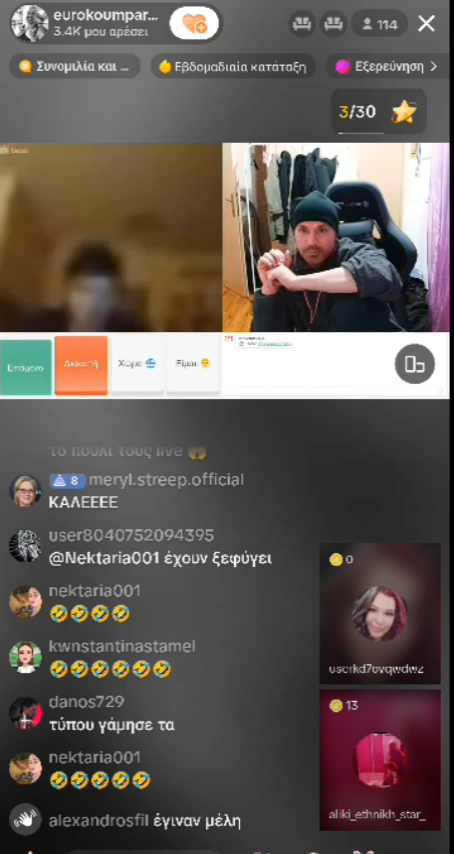 eurokoumpar...
3.4K μου αρέσει
114
Συνομιλία και ...
Εβδομαδιαία κατάταξη
Εξερεύνηση >
3/30
Επόμενο
Διακοπή
Χώρα
Είμαι
το πουλί τους live 😱
8 meryl.streep.official
ΚΑΛΕΕΕΕ
user8040752094395
@Nektaria001 έχουν ξεφύγει
nektaria001
🤣🤣🤣🤣
kwnstantinastamel
🤣🤣🤣🤣🤣🤣
danos729
τύπου γάμησε τα
nektaria001
🤣🤣🤣🤣🤣
alexandrosfil έγιναν μέλη
0
userkd7ovqwdwz
13
aliki_ethnikh_star_